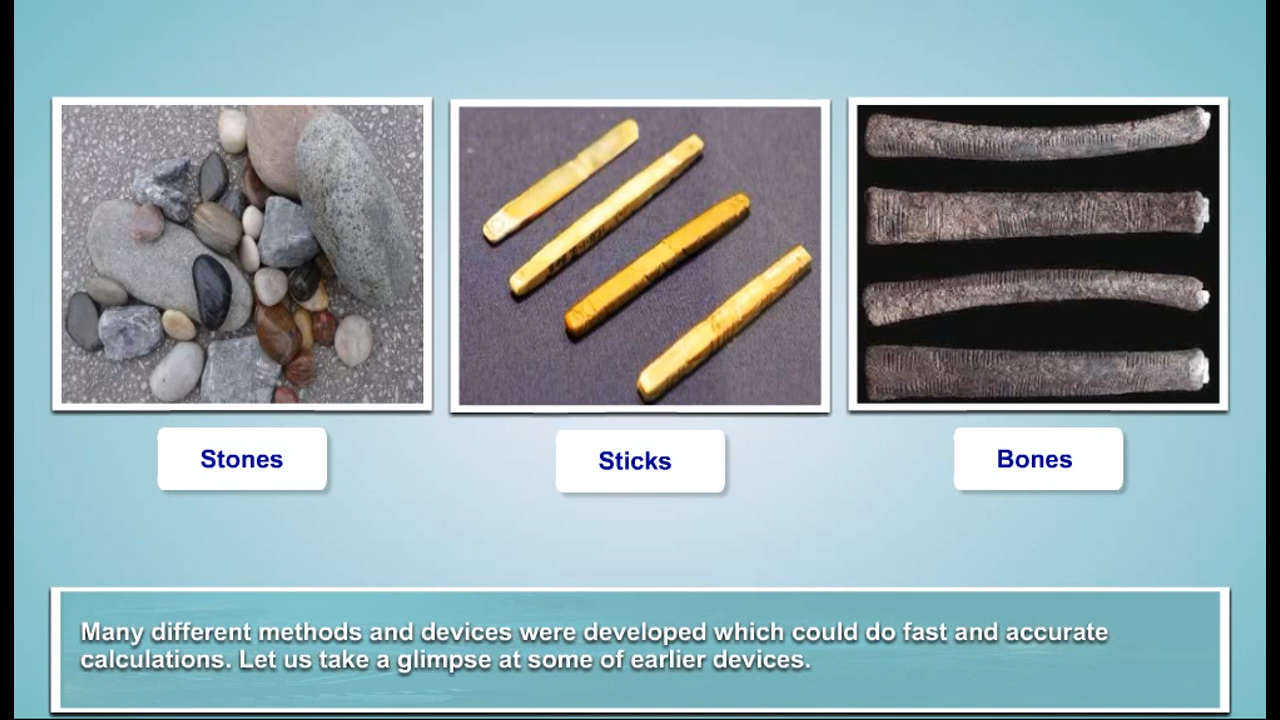 Stones
Sticks
Bones
Many different methods and devices were developed which could do fast and accurate
calculations. Let us take a glimpse at some of earlier devices.